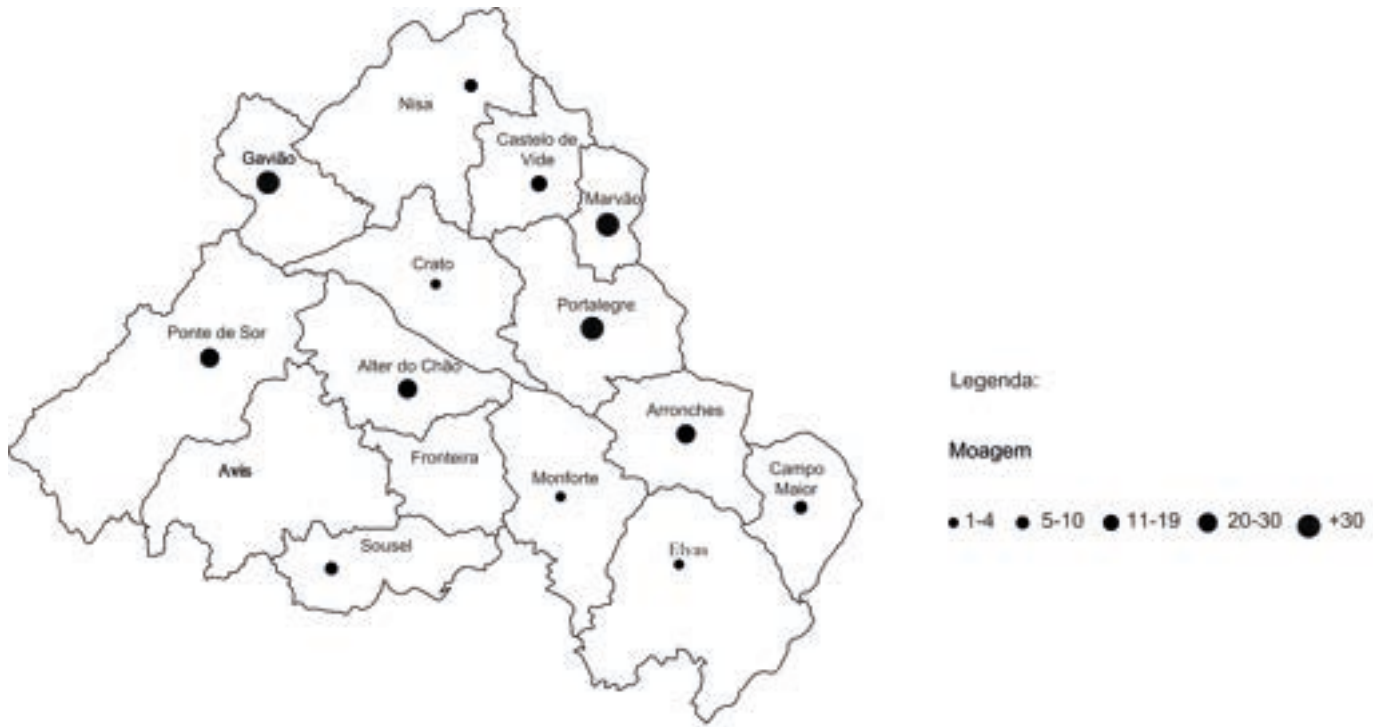 Nisa
Castelo de
Vide
Gavião
Marvão
Crato
Portalegre
Ponte de Sor
Alter do Chão
Arronches
Fronteira
Avis
Monforte
Campo
Maior
Sousel
Elvas
Legenda:
Moagem
1-4 5-10 11-19 20-30 +30